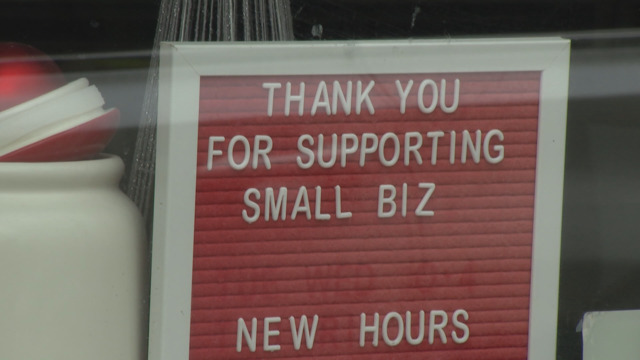 THANK YOU
FOR SUPPORTING
SMALL BIZ
NEW HOURS